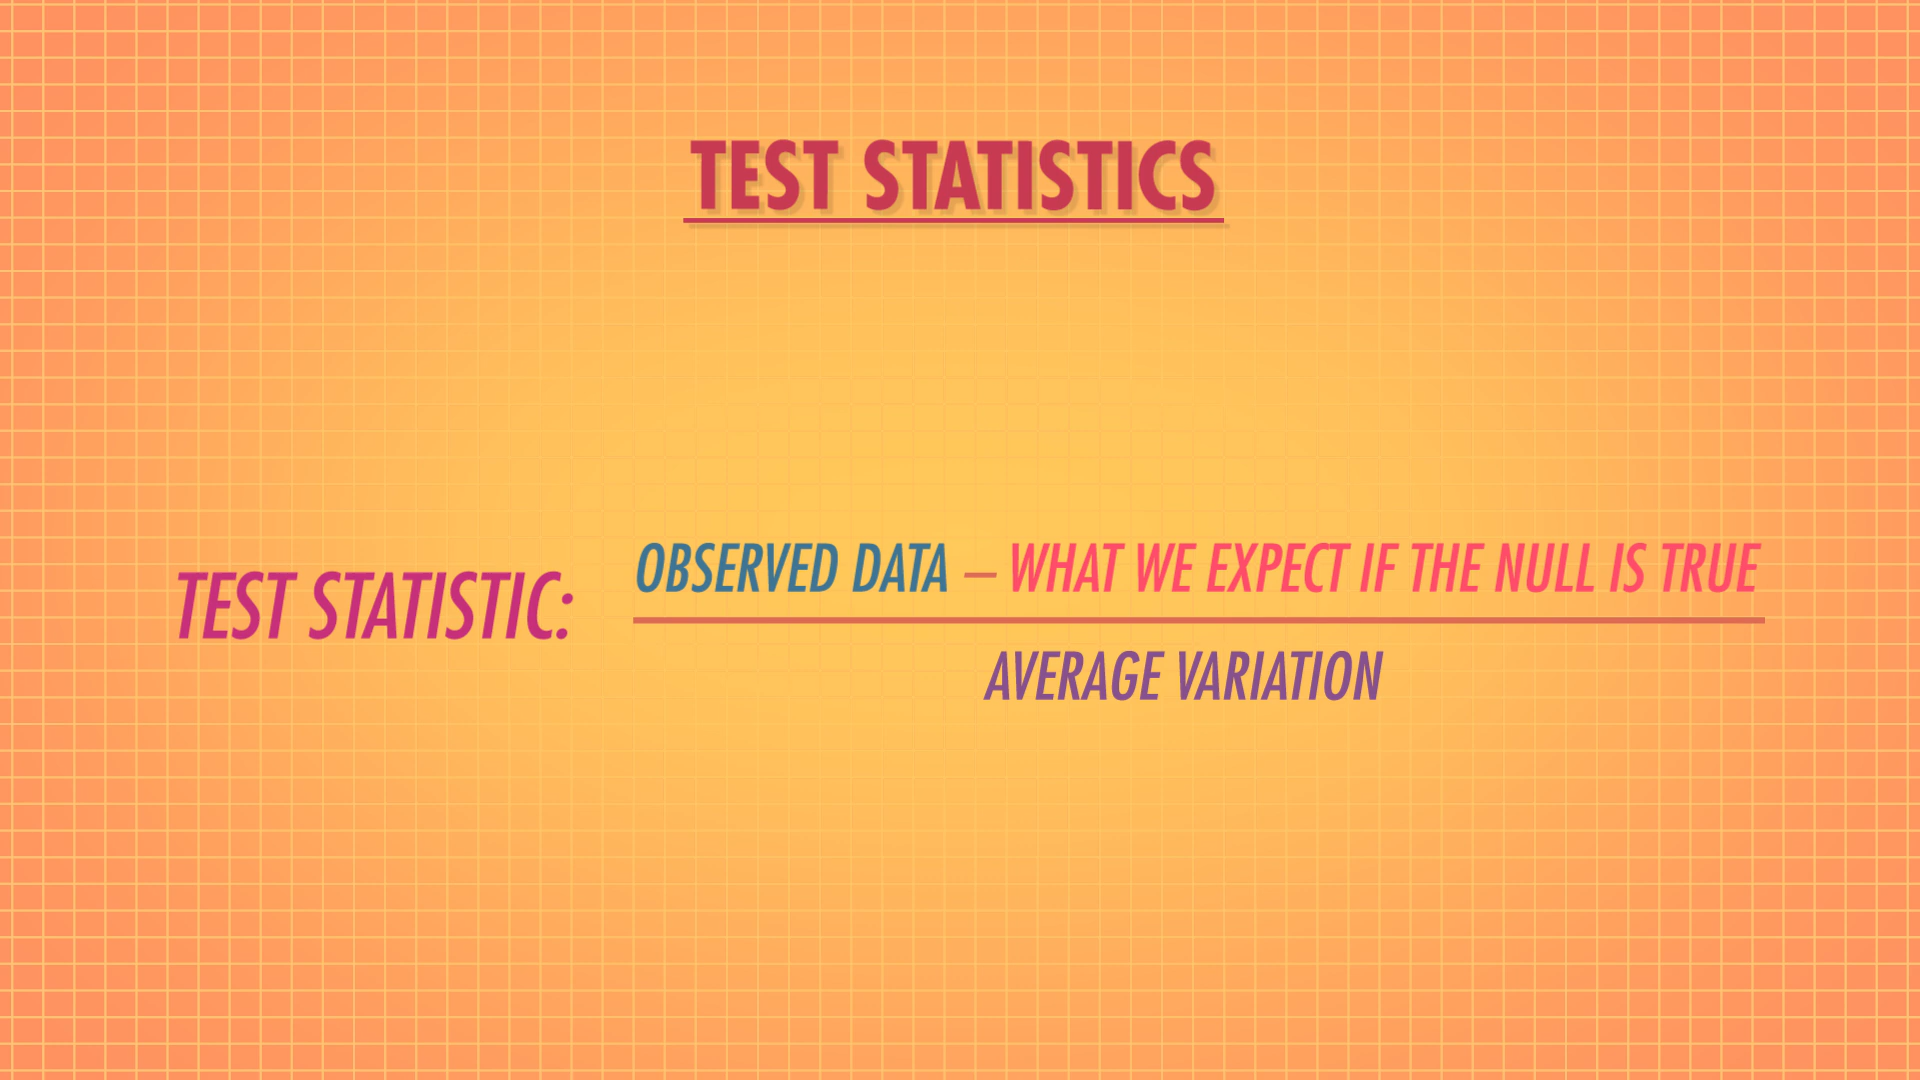 TEST STATISTICS
TEST STATISTIC:
OBSERVED DATA – WHAT WE EXPECT IF THE NULL IS TRUE
AVERAGE VARIATION